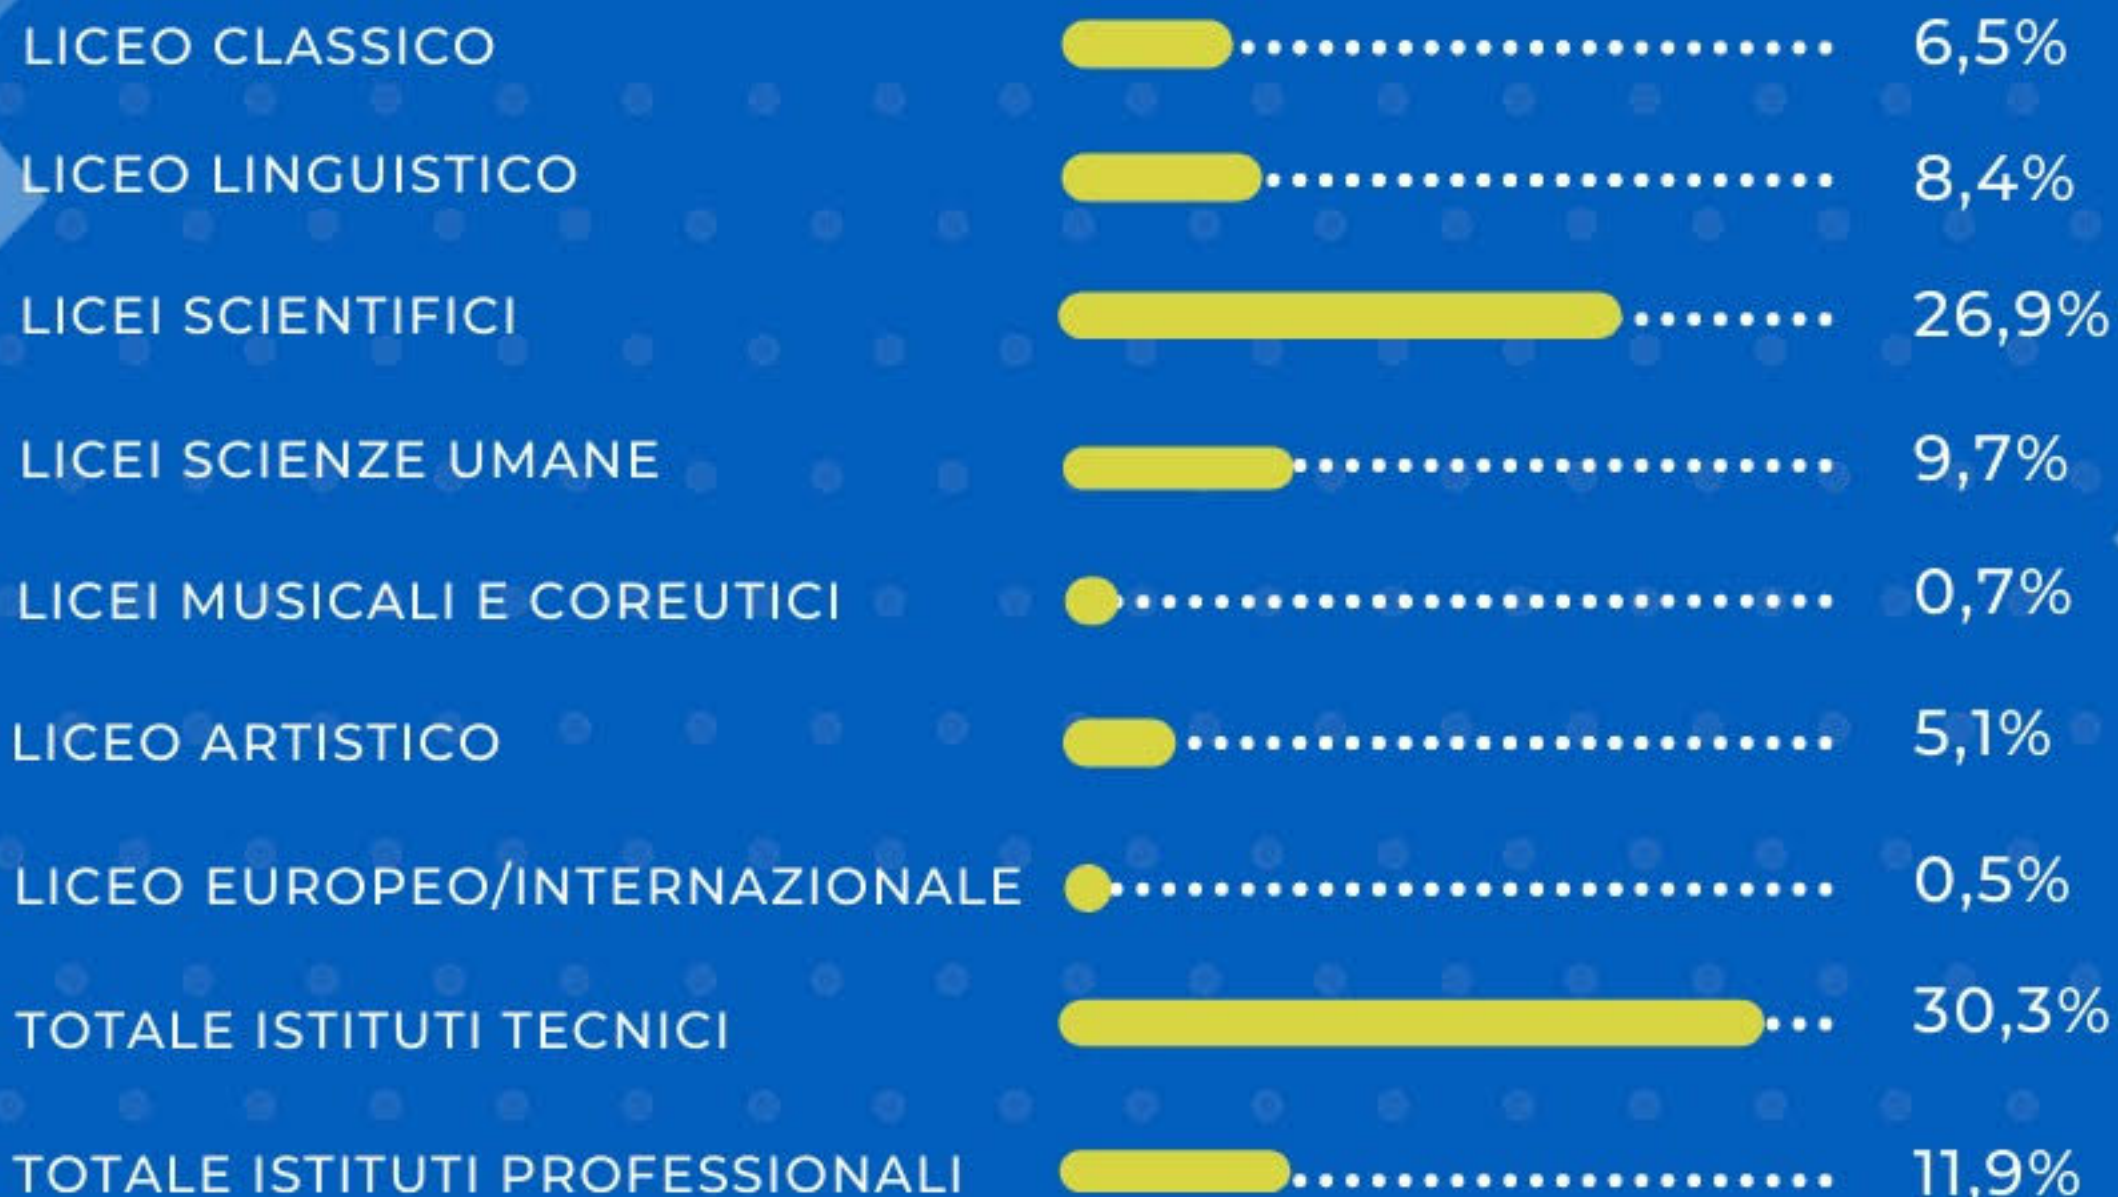 LICEO CLASSICO 6,5%
LICEO LINGUISTICO 8,4%
LICEI SCIENTIFICI 26,9%
LICEI SCIENZE UMANE 9,7%
LICEI MUSICALI E COREUTICI 0,7%
LICEO ARTISTICO 5,1%
LICEO EUROPEO/INTERNAZIONALE 0,5%
TOTALE ISTITUTI TECNICI 30,3%
TOTALE ISTITUTI PROFESSIONALI 11,9%